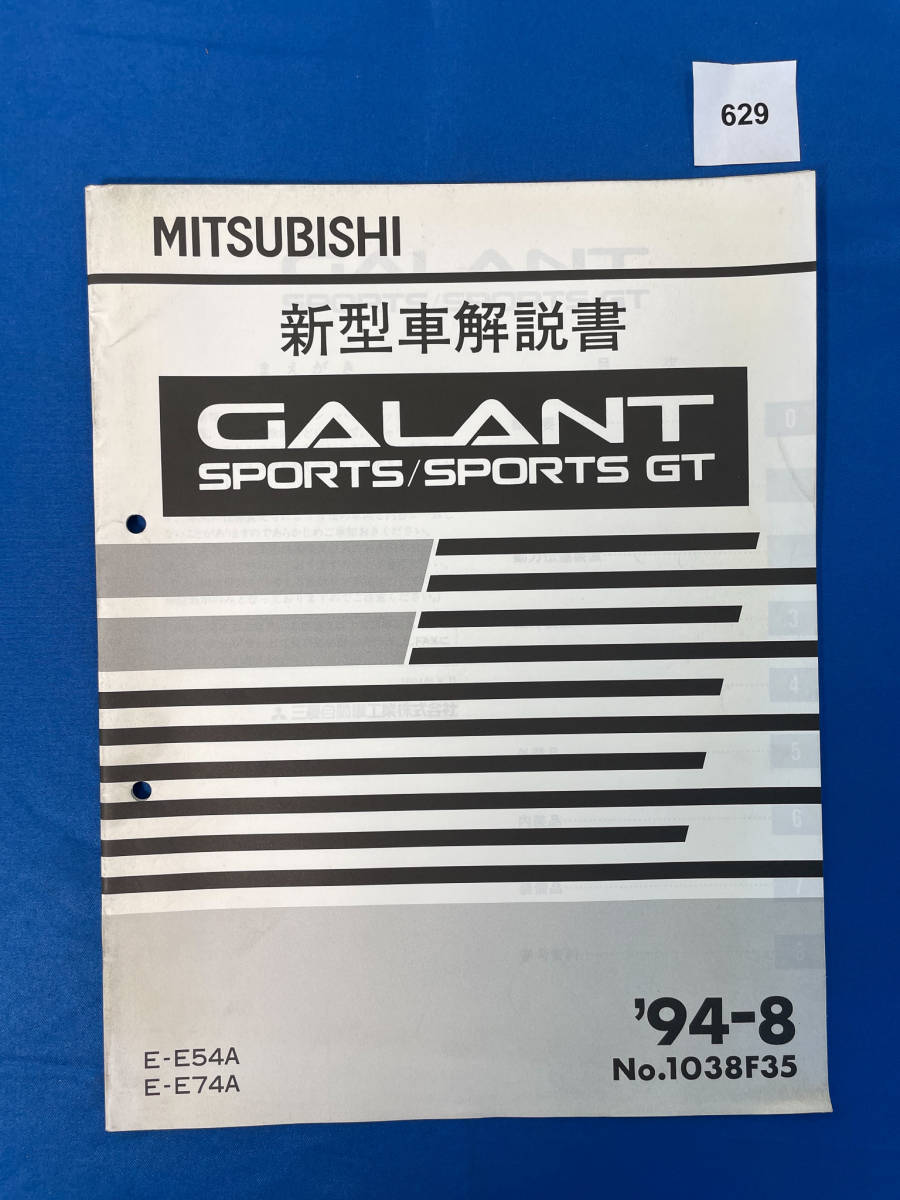 629
MITSUBISHI
新型車解説書
GALANT
SPORTS/SPORTS GT
'94-8
No.1038F35
E-E54A
E-E74A